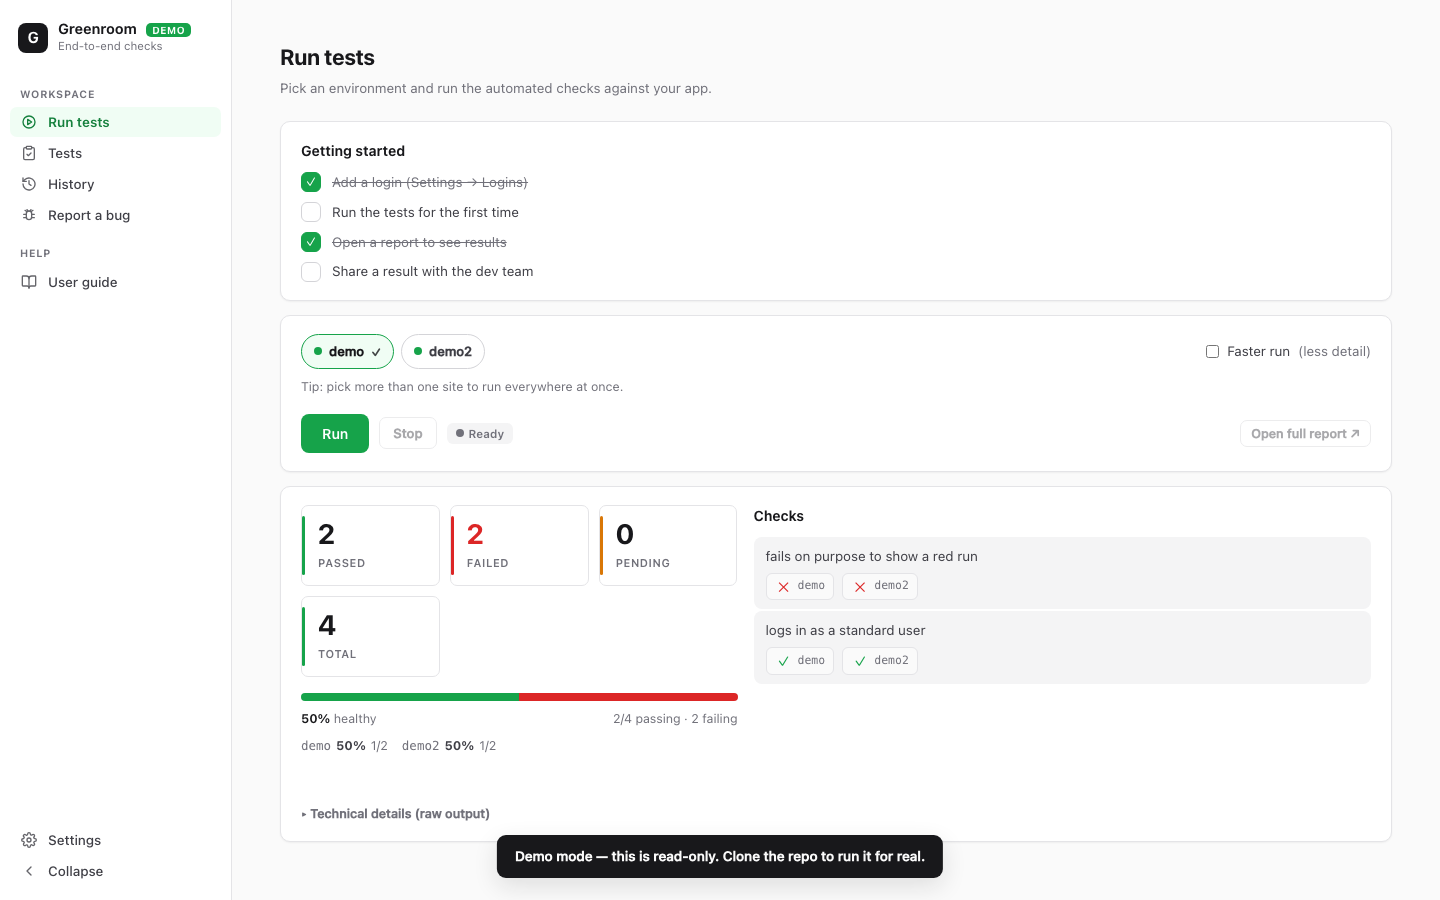 G
Greenroom DEMO
End-to-end checks
WORKSPACE
Run tests
Tests
History
Report a bug
HELP
User guide
Settings
Collapse
Run tests
Pick an environment and run the automated checks against your app.
Getting started
Add a login (Settings → Logins)
Run the tests for the first time
Open a report to see results
Share a result with the dev team
demo ✓ demo2
Faster run (less detail)
Tip: pick more than one site to run everywhere at once.
Run Stop Ready
Open full report ↗
2
PASSED
2
FAILED
0
PENDING
4
TOTAL
50% healthy
2/4 passing · 2 failing
demo 50% 1/2 demo2 50% 1/2
Checks
fails on purpose to show a red run
demo demo2
logs in as a standard user
demo demo2
▸ Technical details (raw output)
Demo mode — this is read-only. Clone the repo to run it for real.